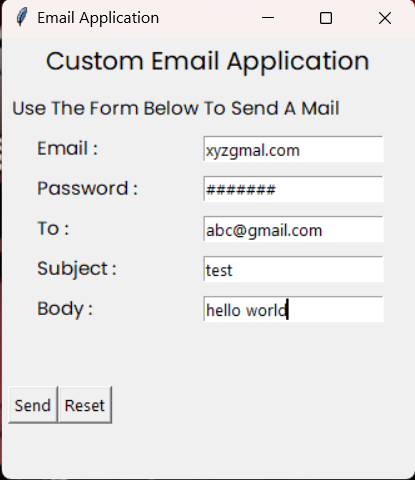 Email Application
Custom Email Application
Use The Form Below To Send A Mail
Email : xyzgmal.com
Password : #######
To : abc@gmail.com
Subject : test
Body : hello world
Send Reset